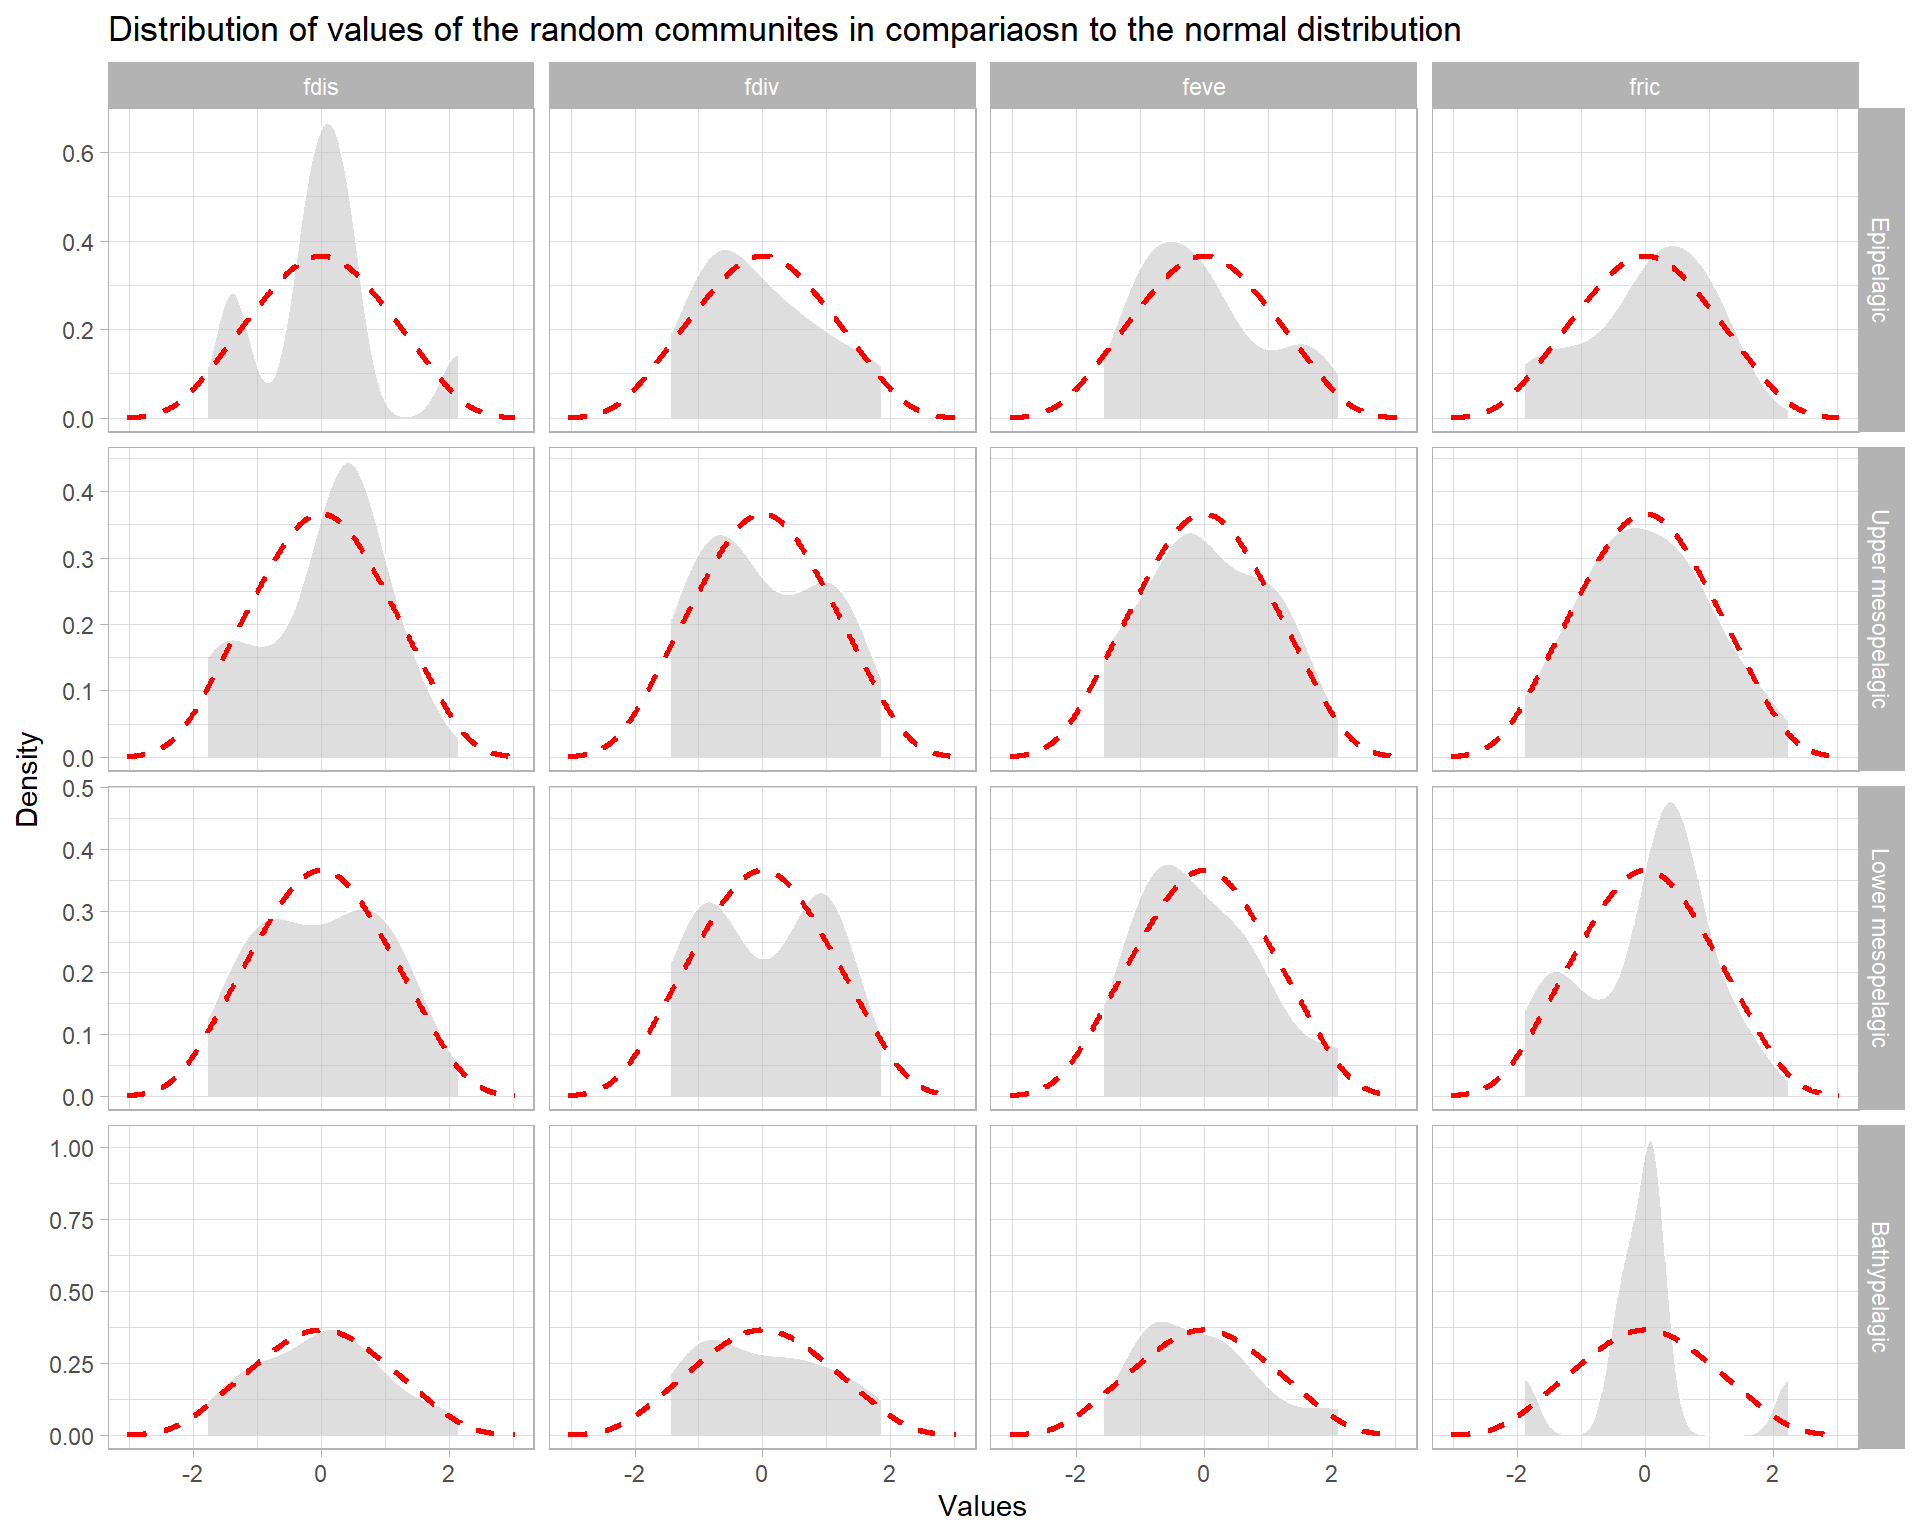 Distribution of values of the random communites in compariaosn to the normal distribution
fdis fdiv feve fric
0.6
0.4
0.2
0.0
Epipelagic
0.4
0.3
0.2
0.1
0.0
Upper mesopelagic
0.5
0.4
0.3
0.2
0.1
0.0
Lower mesopelagic
1.00
0.75
0.50
0.25
0.00
Bathypelagic
Density
-2 0 2 -2 0 2 -2 0 2 -2 0 2
Values